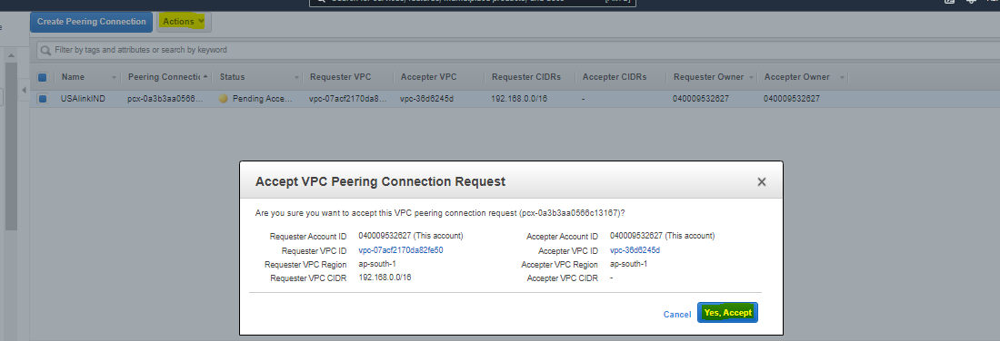 Create Peering Connection Actions
Filter by tags and attributes or search by keyword
Name Peering Connectic Status Requester VPC Accepter VPC Requester CIDRs Accepter CIDRs Requester Owner Accepter Owner
USAlinkIND pcx-0a3b3aa0566... Pending Acce... vpc-07acf2170da8... vpc-36d6245d 192.168.0.0/16 - 040009532627 040009532627
Accept VPC Peering Connection Request
Are you sure you want to accept this VPC peering connection request (pcx-0a3b3aa0566c13167)?
Requester Account ID 040009532627 (This account) Accepter Account ID 040009532627 (This account)
Requester VPC ID vpc-07acf2170da82fe50 Accepter VPC ID vpc-36d6245d
Requester VPC Region ap-south-1 Accepter VPC Region ap-south-1
Requester VPC CIDR 192.168.0.0/16 Accepter VPC CIDR -
Cancel Yes, Accept